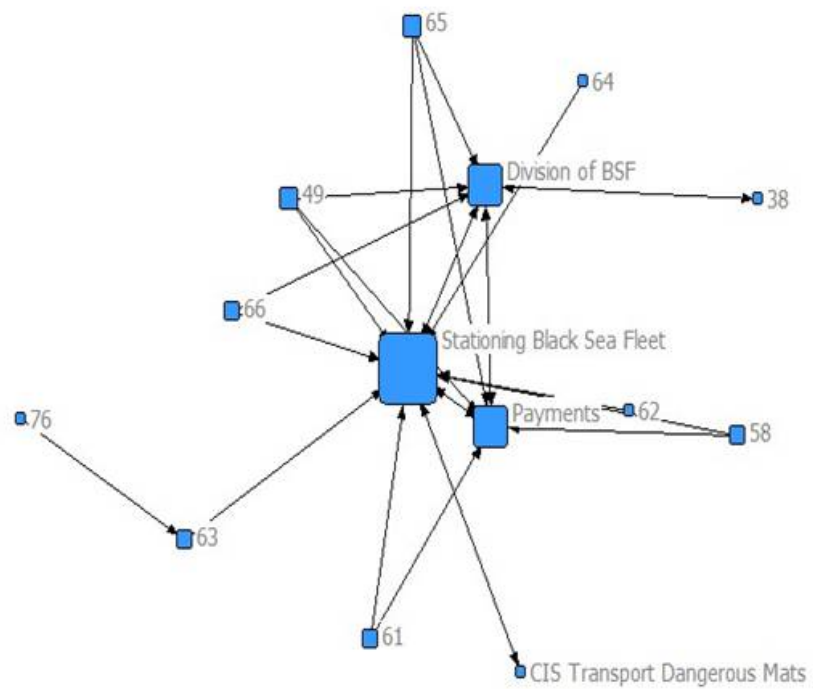 65
64
Division of BSF
49
38
66
Stationing Black Sea Fleet
76
Payments
62
58
63
61
CIS Transport Dangerous Mats